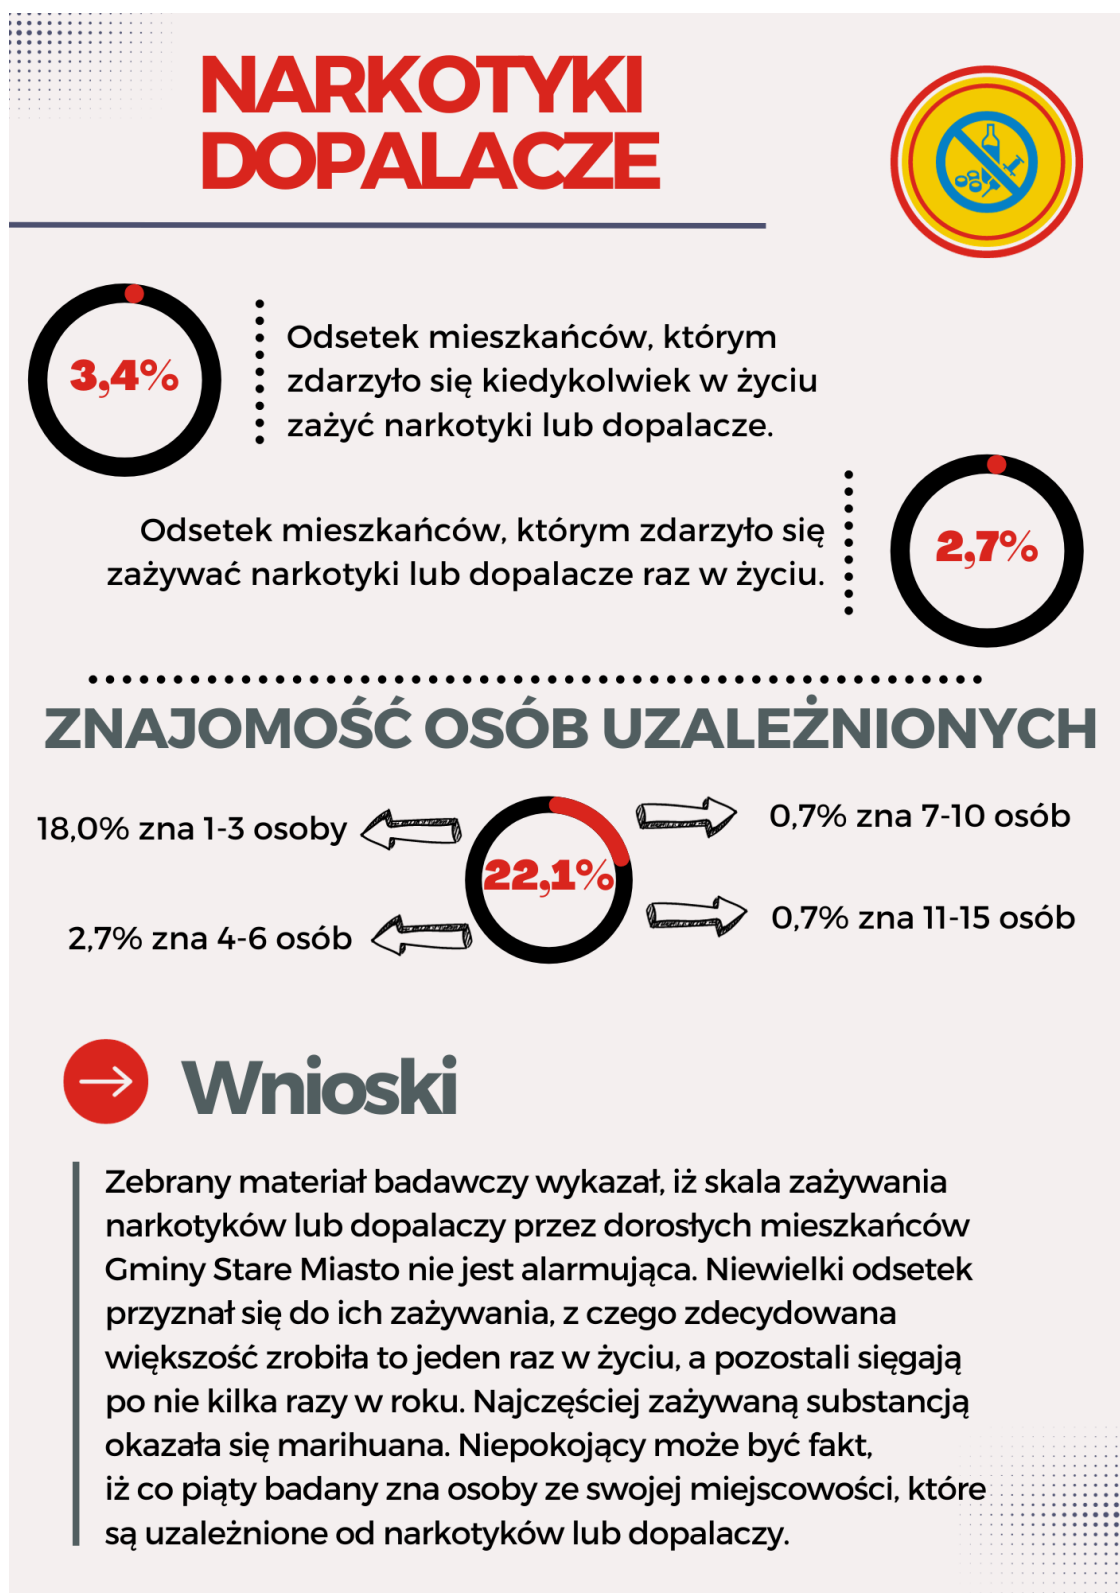 NARKOTYKI
DOPALACZE
3,4%
Odsetek mieszkańców, którym
zdarzyło się kiedykolwiek w życiu
zażyć narkotyki lub dopalacze.
Odsetek mieszkańców, którym zdarzyło się
zażywać narkotyki lub dopalacze raz w życiu.
2,7%
ZNAJOMOŚĆ OSÓB UZALEŻNIONYCH
18,0% zna 1-3 osoby
0,7% zna 7-10 osób
22,1%
2,7% zna 4-6 osób
0,7% zna 11-15 osób
Wnioski
Zebrany materiał badawczy wykazał, iż skala zażywania
narkotyków lub dopalaczy przez dorosłych mieszkańców
Gminy Stare Miasto nie jest alarmująca. Niewielki odsetek
przyznał się do ich zażywania, z czego zdecydowana
większość zrobiła to jeden raz w życiu, a pozostali sięgają
po nie kilka razy w roku. Najczęściej zażywaną substancją
okazała się marihuana. Niepokojący może być fakt,
iż co piąty badany zna osoby ze swojej miejscowości, które
są uzależnione od narkotyków lub dopalaczy.